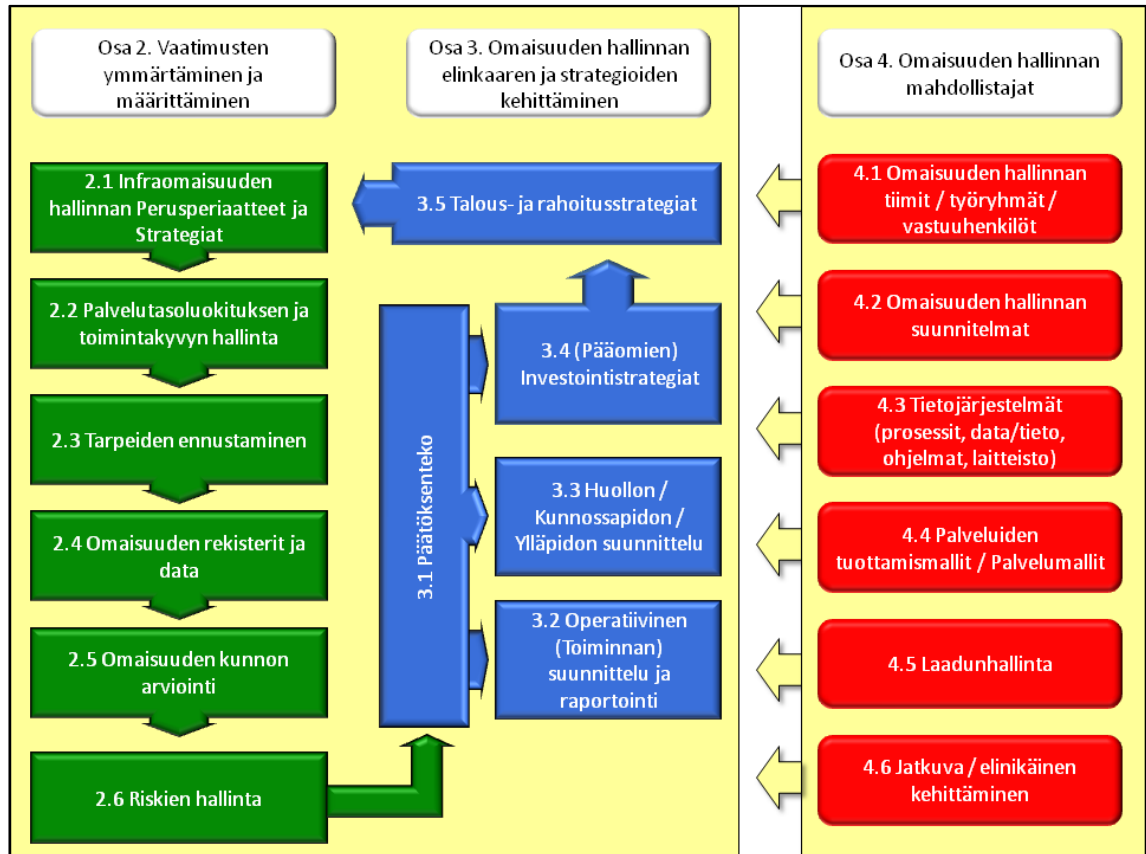 Osa 2. Vaatimusten
ymmärtäminen ja
määrittäminen
Osa 3. Omaisuuden hallinnan
elinkaaren ja strategioiden
kehittäminen
Osa 4. Omaisuuden hallinnan
mahdollistajat
2.1 Infraomaisuuden
hallinnan Perusperiaatteet ja
Strategiat
2.2 Palvelutasoluokituksen ja
toimintakyvyn hallinta
2.3 Tarpeiden ennustaminen
2.4 Omaisuuden rekisterit ja
data
2.5 Omaisuuden kunnon
arviointi
2.6 Riskien hallinta
3.5 Talous- ja rahoitusstrategiat
3.1 Päätöksenteko
3.4 (Pääomien)
Investointistrategiat
3.3 Huollon /
Kunnossapidon /
Ylläpidon suunnittelu
3.2 Operatiivinen
(Toiminnan)
suunnittelu ja
raportointi
4.1 Omaisuuden hallinnan
tiimit / työryhmät /
vastuuhenkilöt
4.2 Omaisuuden hallinnan
suunnitelmat
4.3 Tietojärjestelmät
(prosessit, data/tieto,
ohjelmat, laitteisto)
4.4 Palveluiden
tuottamismallit / Palvelumallit
4.5 Laadunhallinta
4.6 Jatkuva / elinikäinen
kehittäminen